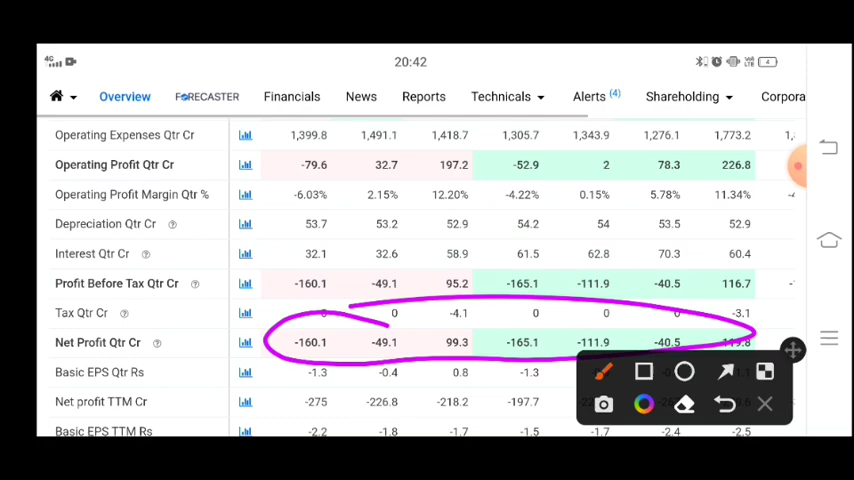 4G 20:42 VoI LTE 4
Overview FORECASTER Financials News Reports Technicals Alerts (4) Shareholding Corpora
Operating Expenses Qtr Cr 1,399.8 1,491.1 1,418.7 1,305.7 1,343.9 1,276.1 1,773.2
Operating Profit Qtr Cr -79.6 32.7 197.2 -52.9 2 78.3 226.8
Operating Profit Margin Qtr % -6.03% 2.15% 12.20% -4.22% 0.15% 5.78% 11.34%
Depreciation Qtr Cr 53.7 53.2 52.9 54.2 54 53.5 52.9
Interest Qtr Cr 32.1 32.6 58.9 61.5 62.8 70.3 60.4
Profit Before Tax Qtr Cr -160.1 -49.1 95.2 -165.1 -111.9 -40.5 116.7
Tax Qtr Cr 0 0 -4.1 0 0 0 -3.1
Net Profit Qtr Cr -160.1 -49.1 99.3 -165.1 -111.9 -40.5 119.8
Basic EPS Qtr Rs -1.3 -0.4 0.8 -1.3
Net profit TTM Cr -275 -226.8 -218.2 -197.7
Basic EPS TTM Rs -2.2 -1.8 -1.7 -1.5 -1.7 -2.4 -2.5